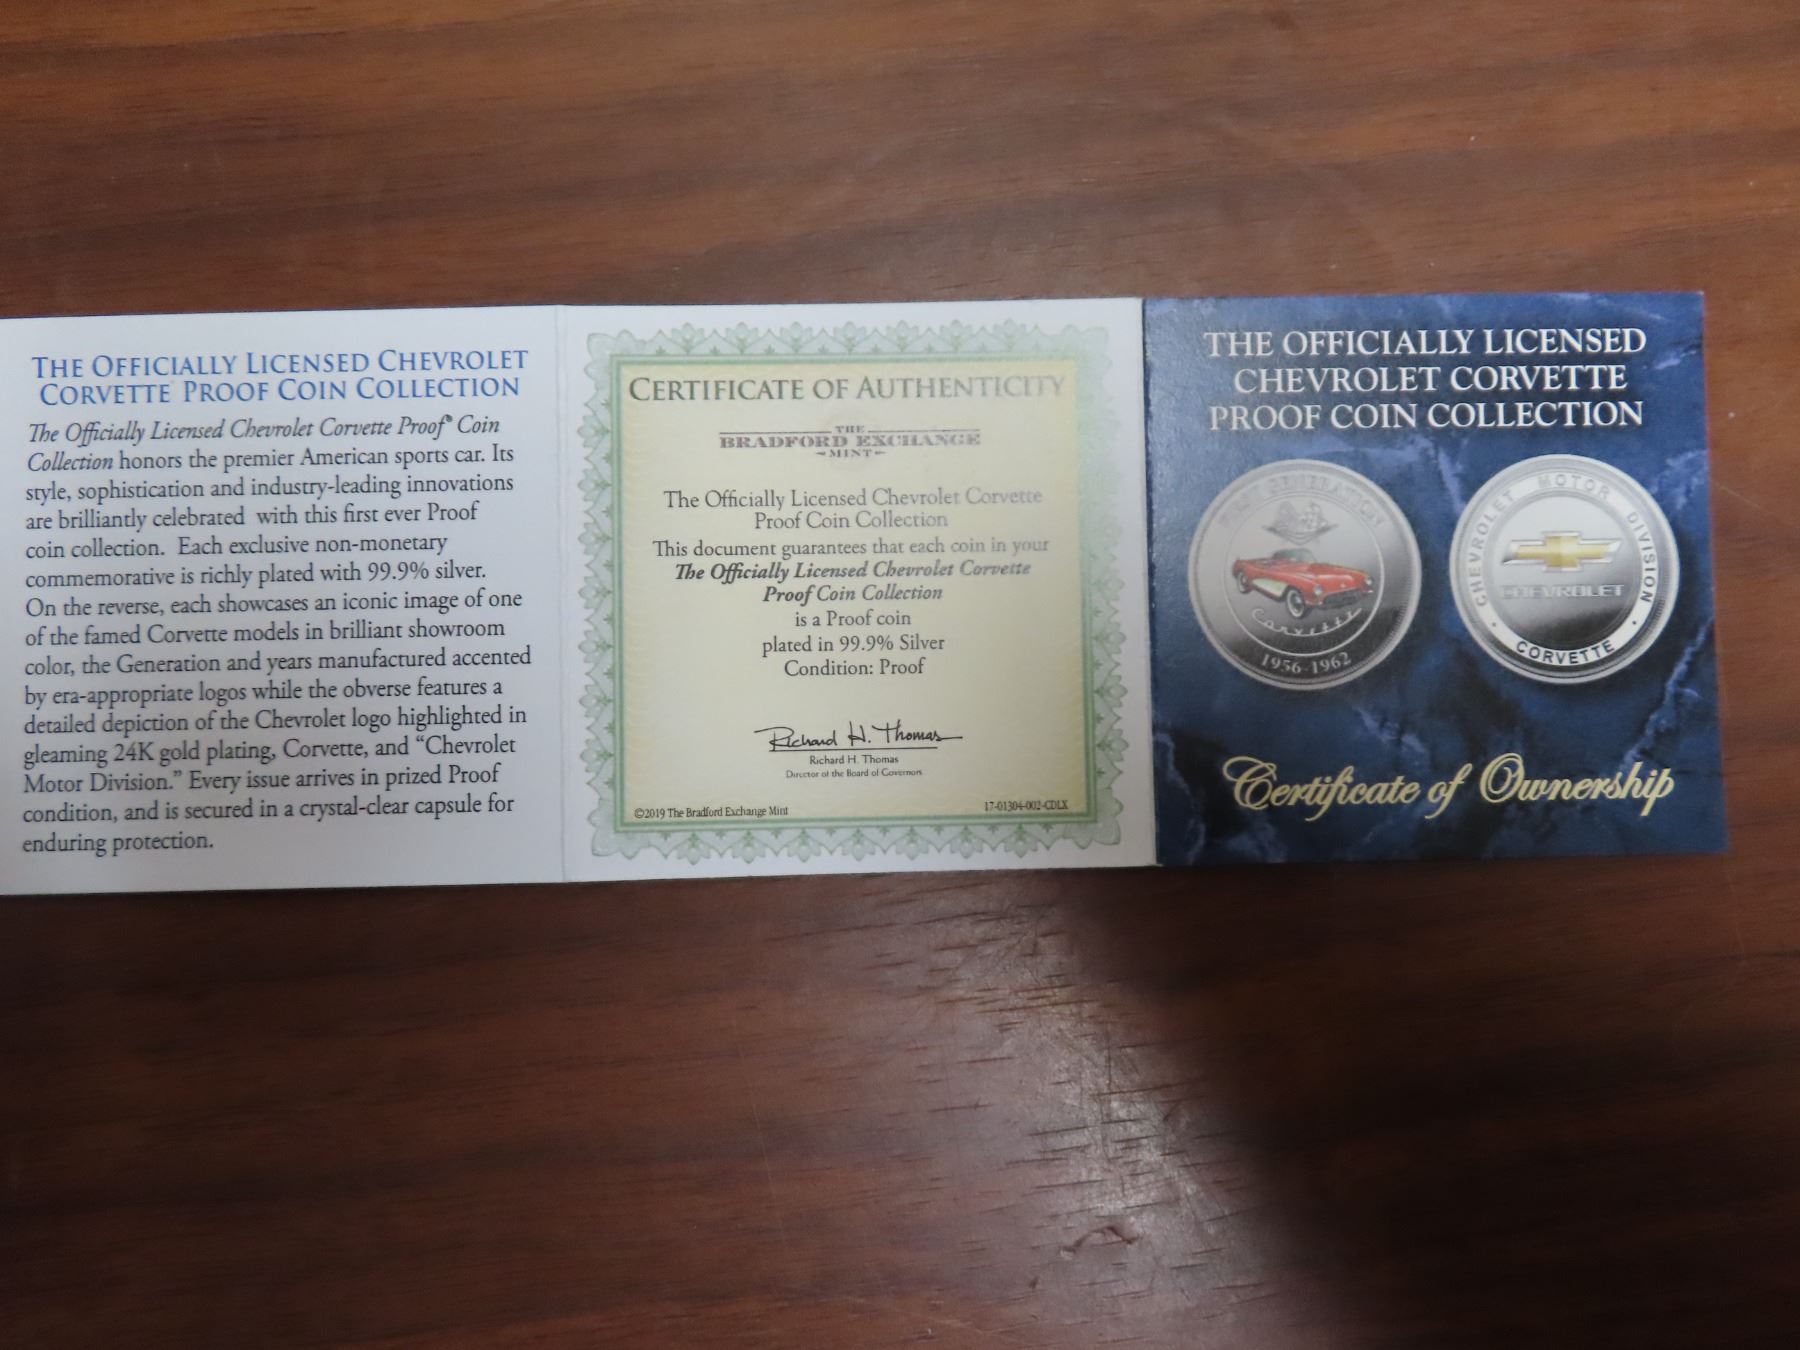 THE OFFICIALLY LICENSED CHEVROLET
CORVETTE PROOF COIN COLLECTION
The Officially Licensed Chevrolet Corvette Proof® Coin
Collection honors the premier American sports car. Its
style, sophistication and industry-leading innovations
are brilliantly celebrated with this first ever Proof
coin collection. Each exclusive non-monetary
commemorative is richly plated with 99.9% silver.
On the reverse, each showcases an iconic image of one
of the famed Corvette models in brilliant showroom
color, the Generation and years manufactured accented
by era-appropriate logos while the obverse features a
detailed depiction of the Chevrolet logo highlighted in
gleaming 24K gold plating, Corvette, and “Chevrolet
Motor Division.” Every issue arrives in prized Proof
condition, and is secured in a crystal-clear capsule for
enduring protection.
CERTIFICATE OF AUTHENTICITY
THE
BRADFORD EXCHANGE
~MINT~
The Officially Licensed Chevrolet Corvette
Proof Coin Collection
This document guarantees that each coin in your
The Officially Licensed Chevrolet Corvette
Proof Coin Collection
is a Proof coin
plated in 99.9% Silver
Condition: Proof
Richard H. Thomas
Richard H. Thomas
Director of the Board of Governors
©2019 The Bradford Exchange Mint
17-01304-002-CDLX
THE OFFICIALLY LICENSED
CHEVROLET CORVETTE
PROOF COIN COLLECTION
FIRST GENERATION
Corvette
1956-1962
CHEVROLET MOTOR DIVISION
CHEVROLET
• CORVETTE •
Certificate of Ownership